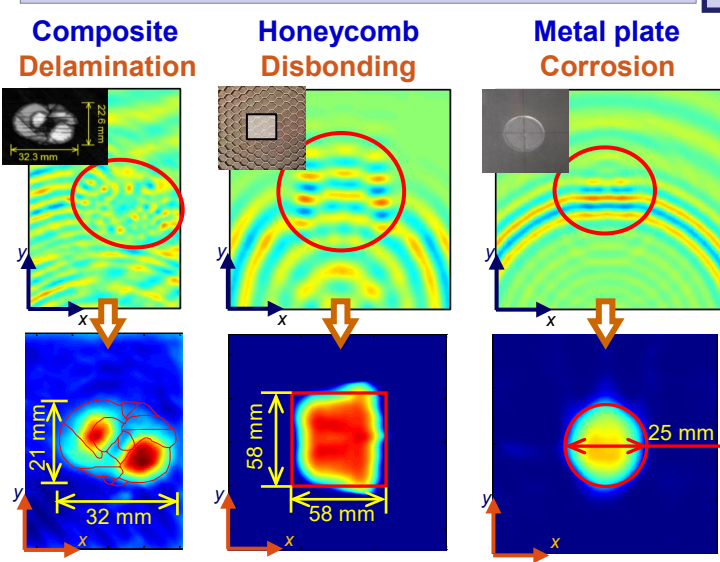 Composite
Delamination
Honeycomb
Disbonding
Metal plate
Corrosion
22.6 mm
32.3 mm
y
x
y
x
y
x
21 mm
32 mm
y
x
58 mm
58 mm
y
x
25 mm
y
x